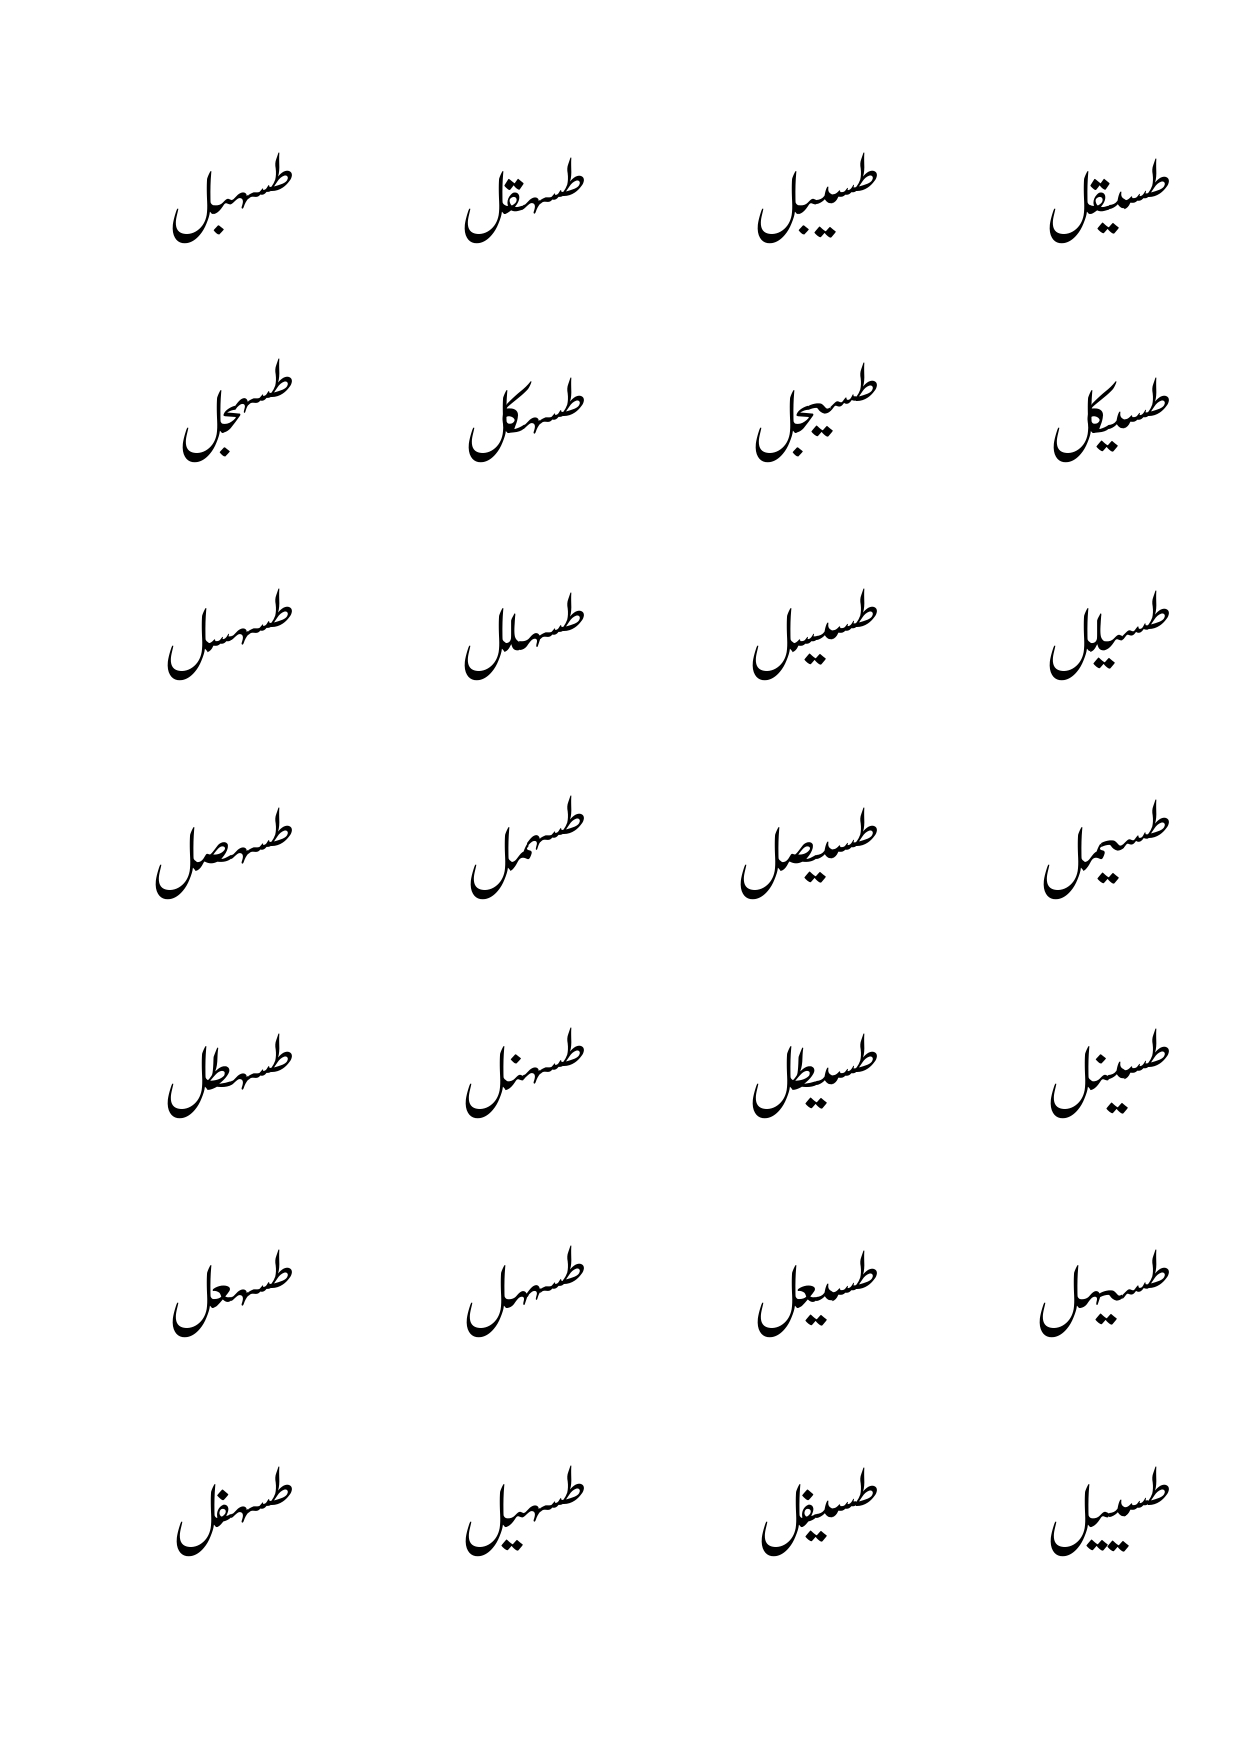 طسیقل طسیبل طسہقل طسہبل
طسیکل طسیجل طسہکل طسہجل
طسیلل طسیسل طسہلل طسہسل
طسیمل طسیصل طسہمل طسہصل
طسینل طسیطل طسہنل طسہطل
طسیہل طسیعل طسہہل طسہعل
طسییل طسیفل طسہیل طسہفل